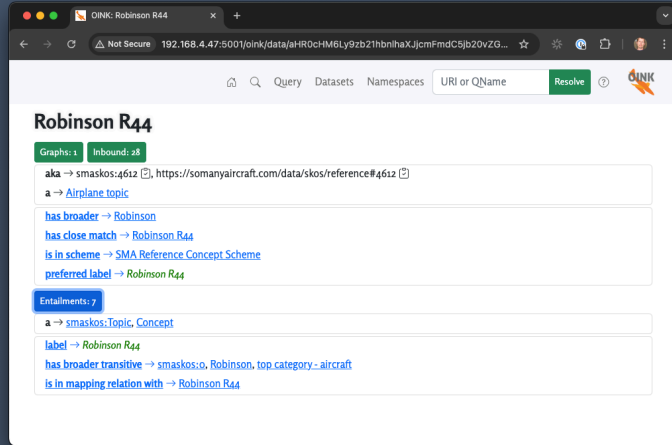 OINK: Robinson R44
Not Secure 192.168.4.47:5001/oink/data/aHR0cHM6Ly9zb21hbnlhaXJjcmFmdC5jb20vZG...
Query Datasets Namespaces URI or QName Resolve OINK
Robinson R44
Graphs: 1 Inbound: 28
aka → smaskos:4612, https://somanyaircraft.com/data/skos/reference#4612
a → Airplane topic
has broader → Robinson
has close match → Robinson R44
is in scheme → SMA Reference Concept Scheme
preferred label → Robinson R44
Entailments: 7
a → smaskos:Topic, Concept
label → Robinson R44
has broader transitive → smaskos:0, Robinson, top category - aircraft
is in mapping relation with → Robinson R44